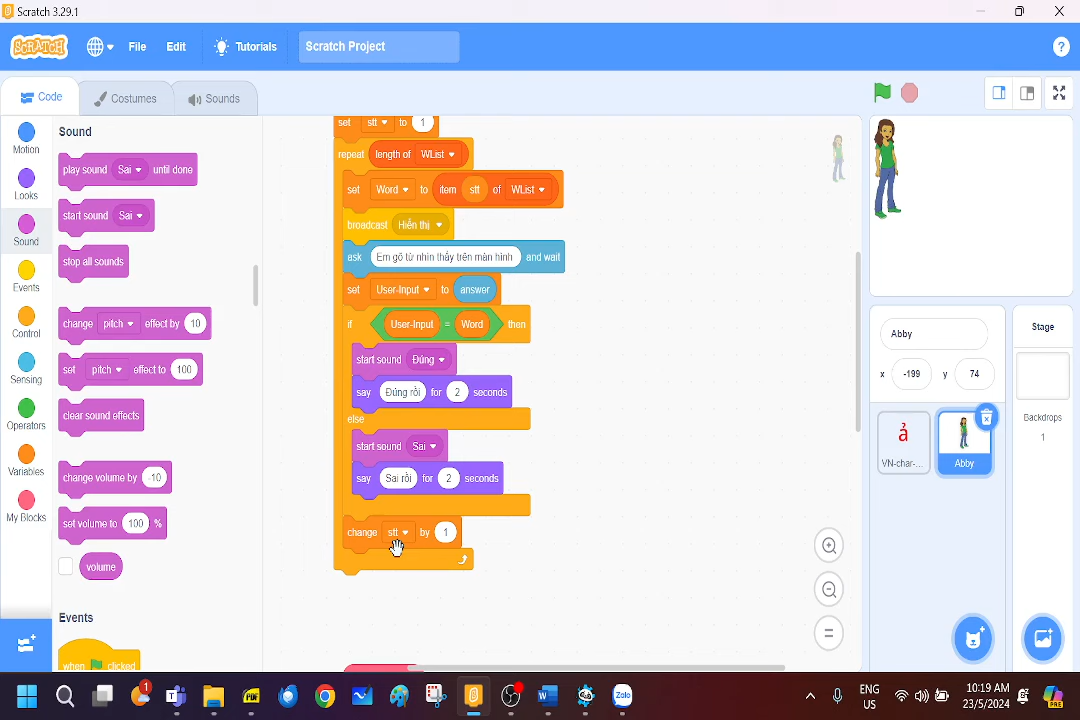 Scratch 3.29.1
SCRATCH
File
Edit
Tutorials
Scratch Project
?
Code
Costumes
Sounds
Motion
Looks
Sound
Events
Control
Sensing
Operators
Variables
My Blocks
Sound
play sound Sai until done
start sound Sai
stop all sounds
change pitch effect by 10
set pitch effect to 100
clear sound effects
change volume by -10
set volume to 100 %
volume
Events
when clicked
set stt to 1
repeat length of WList
set Word to item stt of WList
broadcast Hiển thị
ask Em gõ từ nhìn thấy trên màn hình and wait
set User-Input to answer
if User-Input = Word then
start sound Đúng
say Đúng rồi for 2 seconds
else
start sound Sai
say Sai rồi for 2 seconds
change stt by 1
Abby
x -199 y 74
ả
VN-char-...
Abby
Stage
Backdrops
1
1
PDF
Zalo
ENG
US
10:19 AM
23/5/2024
PRE